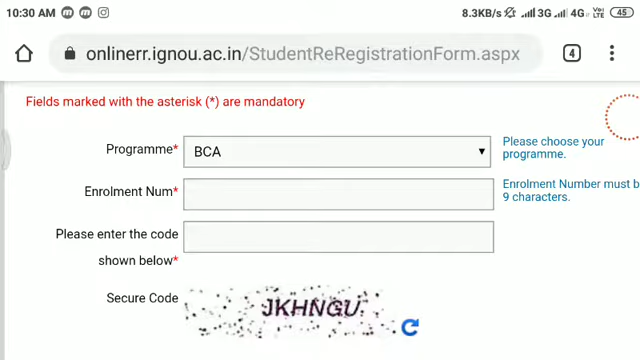 10:30 AM 8.3KB/s 3G 4G VoLTE 45
onlinerr.ignou.ac.in/StudentReRegistrationForm.aspx 4
Fields marked with the asterisk (*) are mandatory
Programme* BCA Please choose your
programme.
Enrolment Num* Enrolment Number must b
9 characters.
Please enter the code
shown below*
Secure Code JKHNGU